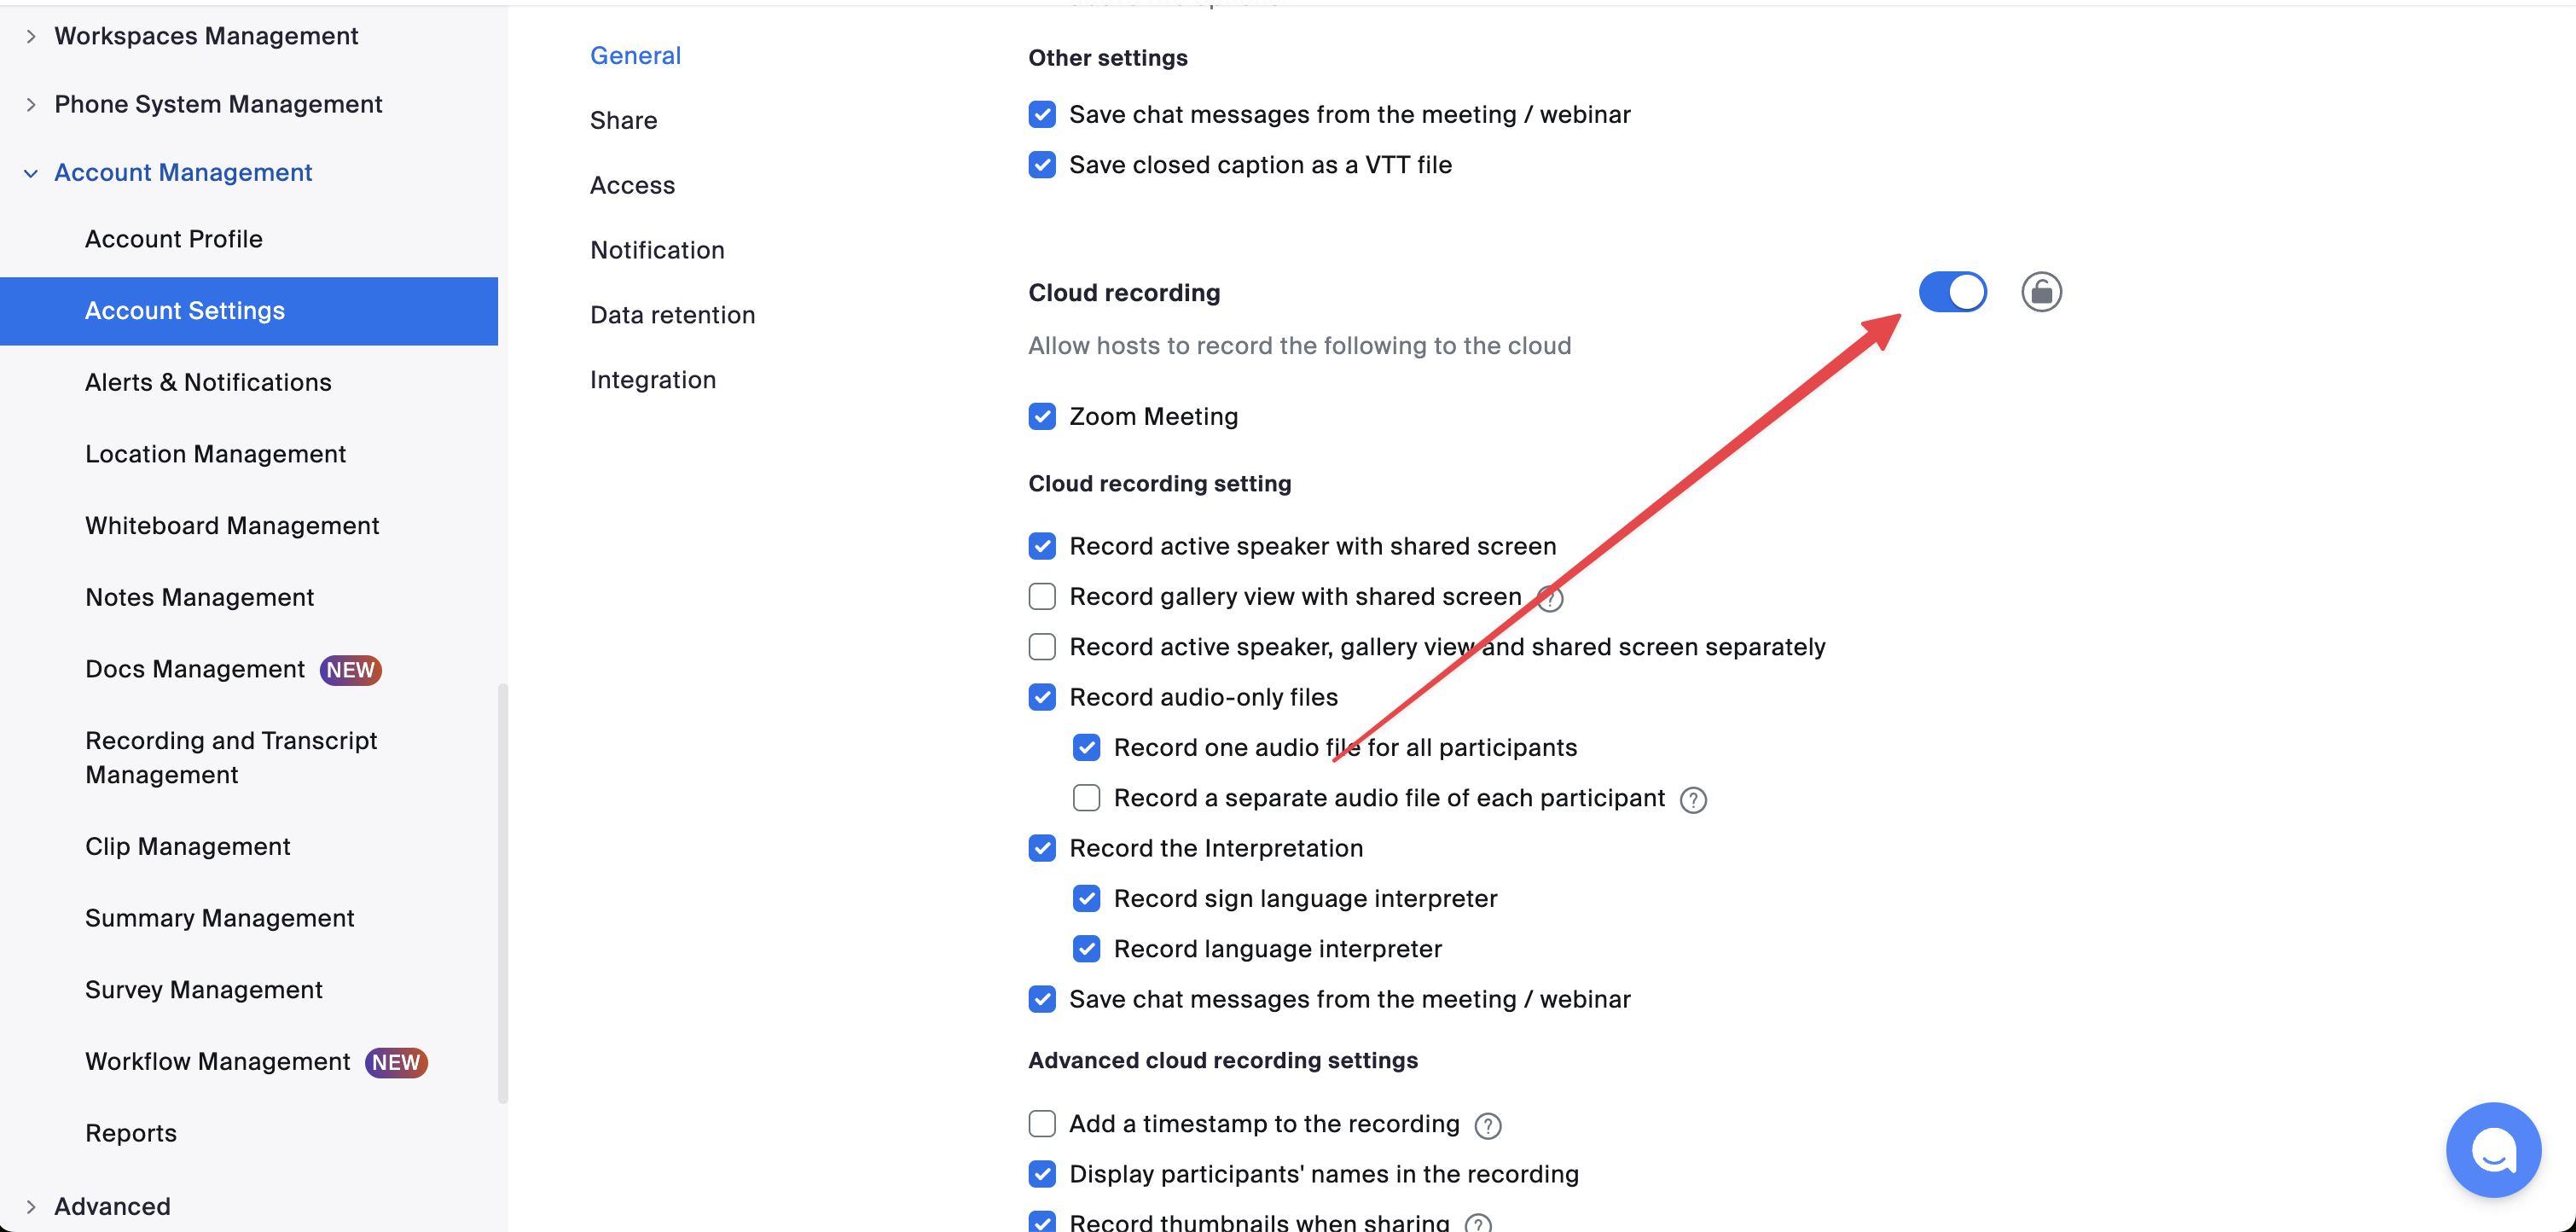 Workspaces Management
Phone System Management
Account Management
Account Profile
Account Settings
Alerts & Notifications
Location Management
Whiteboard Management
Notes Management
Docs Management NEW
Recording and Transcript
Management
Clip Management
Summary Management
Survey Management
Workflow Management NEW
Reports
Advanced
General
Share
Access
Notification
Data retention
Integration
Other settings
Save chat messages from the meeting / webinar
Save closed caption as a VTT file
Cloud recording
Allow hosts to record the following to the cloud
Zoom Meeting
Cloud recording setting
Record active speaker with shared screen
Record gallery view with shared screen ?
Record active speaker, gallery view and shared screen separately
Record audio-only files
Record one audio file for all participants
Record a separate audio file of each participant ?
Record the Interpretation
Record sign language interpreter
Record language interpreter
Save chat messages from the meeting / webinar
Advanced cloud recording settings
Add a timestamp to the recording ?
Display participants' names in the recording
Record thumbnails when sharing ?